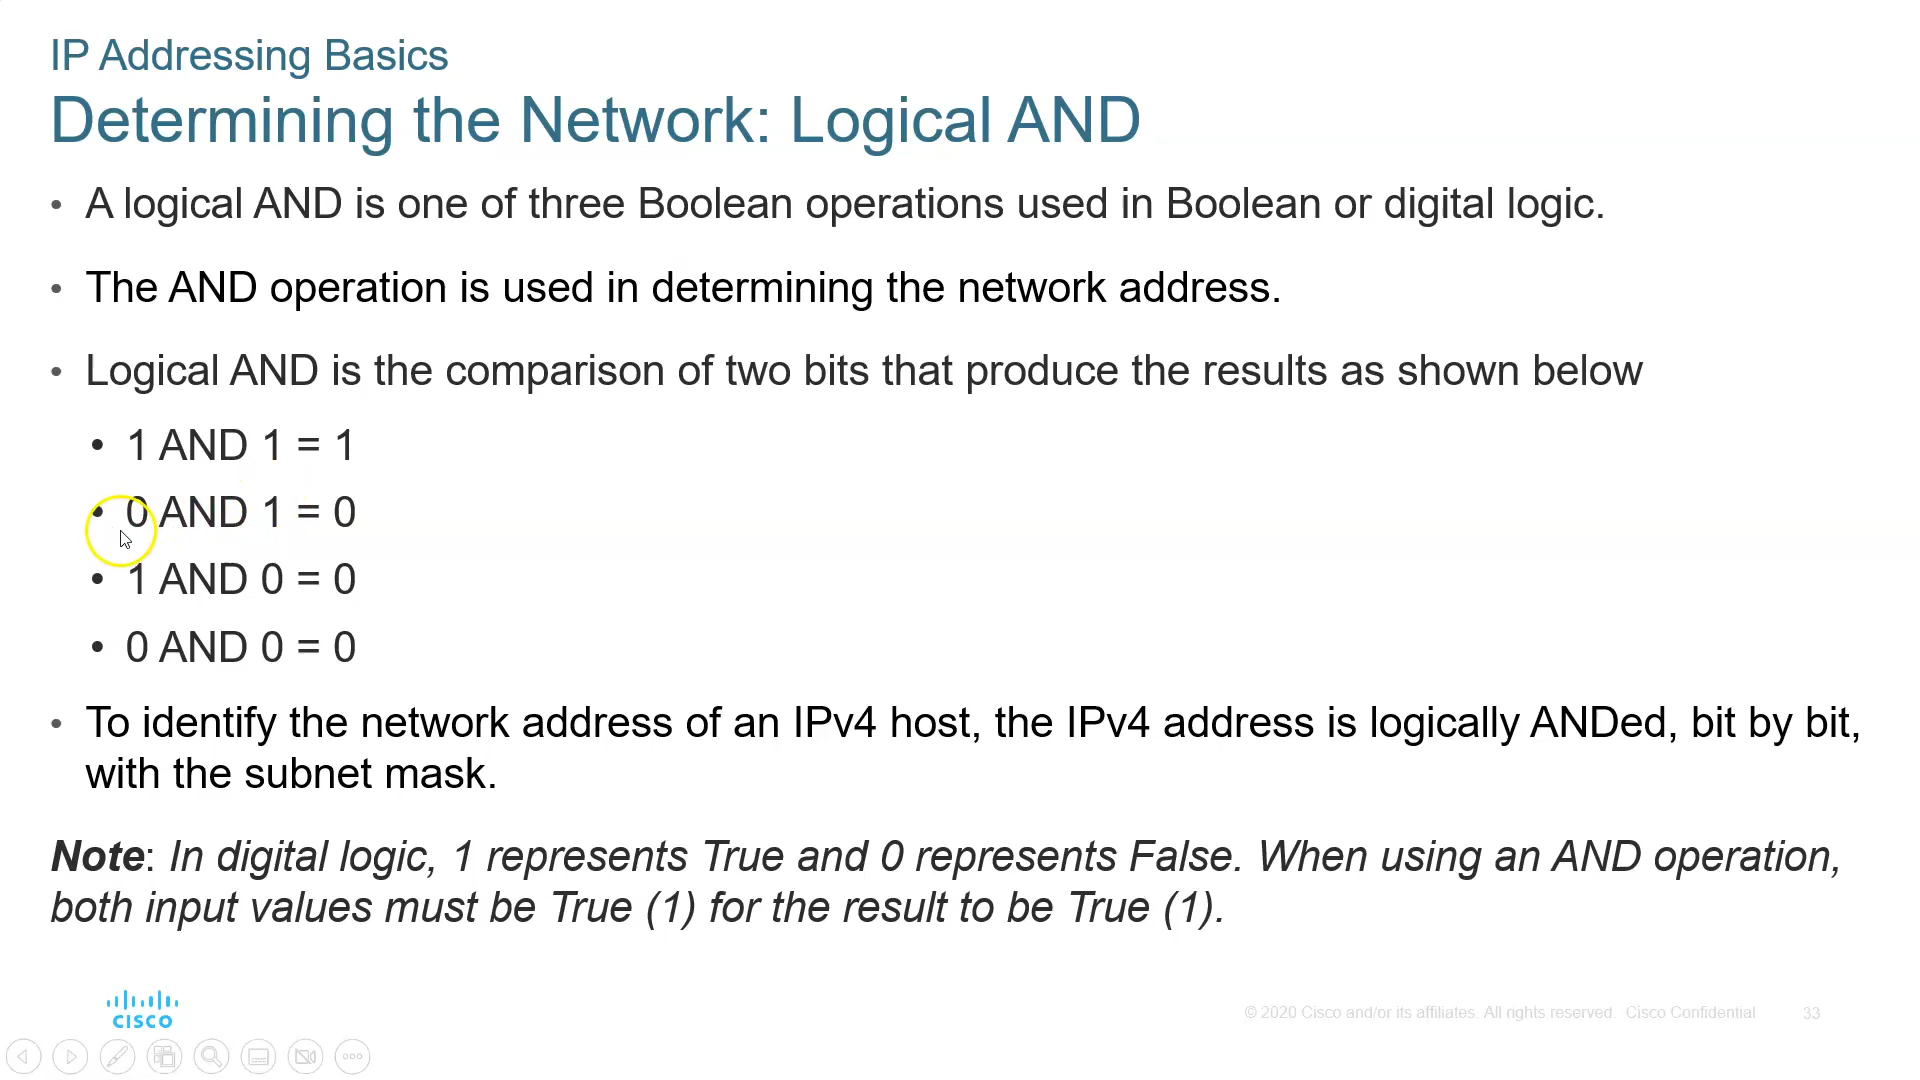 IP Addressing Basics
Determining the Network: Logical AND
• A logical AND is one of three Boolean operations used in Boolean or digital logic.
• The AND operation is used in determining the network address.
• Logical AND is the comparison of two bits that produce the results as shown below
• 1 AND 1 = 1
• 0 AND 1 = 0
• 1 AND 0 = 0
• 0 AND 0 = 0
• To identify the network address of an IPv4 host, the IPv4 address is logically ANDed, bit by bit,
with the subnet mask.
Note: In digital logic, 1 represents True and 0 represents False. When using an AND operation,
both input values must be True (1) for the result to be True (1).
CISCO
© 2020 Cisco and/or its affiliates. All rights reserved. Cisco Confidential 33